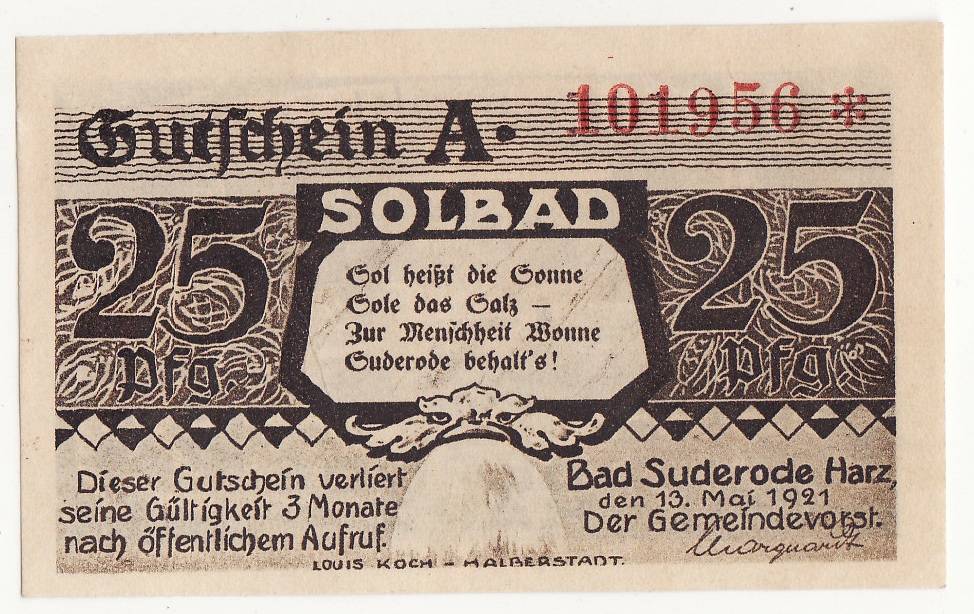 Gutschein A. 101956 *
SOLBAD
25 Pfg
Sol heißt die Sonne
Sole das Salz –
Zur Menschheit Wonne
Suderode behalt's!
25 Pfg
Dieser Gutschein verliert
seine Gültigkeit 3 Monate
nach öffentlichem Aufruf.
Bad Suderode Harz,
den 13. Mai 1921
Der Gemeindevorst.
Marquardt
LOUIS KOCH – HALBERSTADT.